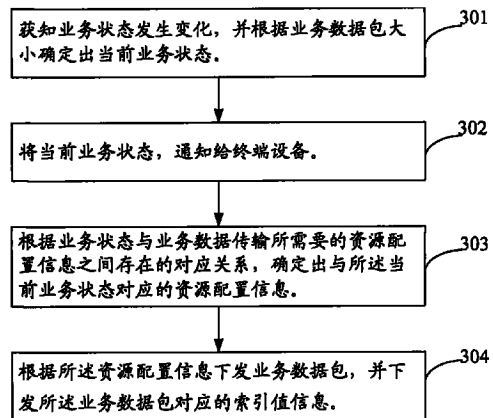 301
获知业务状态发生变化，并根据业务数据包大
小确定出当前业务状态。
302
将当前业务状态，通知给终端设备。
303
根据业务状态与业务数据传输所需要的资源配
置信息之间存在的对应关系，确定出与所述当
前业务状态对应的资源配置信息。
304
根据所述资源配置信息下发业务数据包，并下
发所述业务数据包对应的索引值信息。